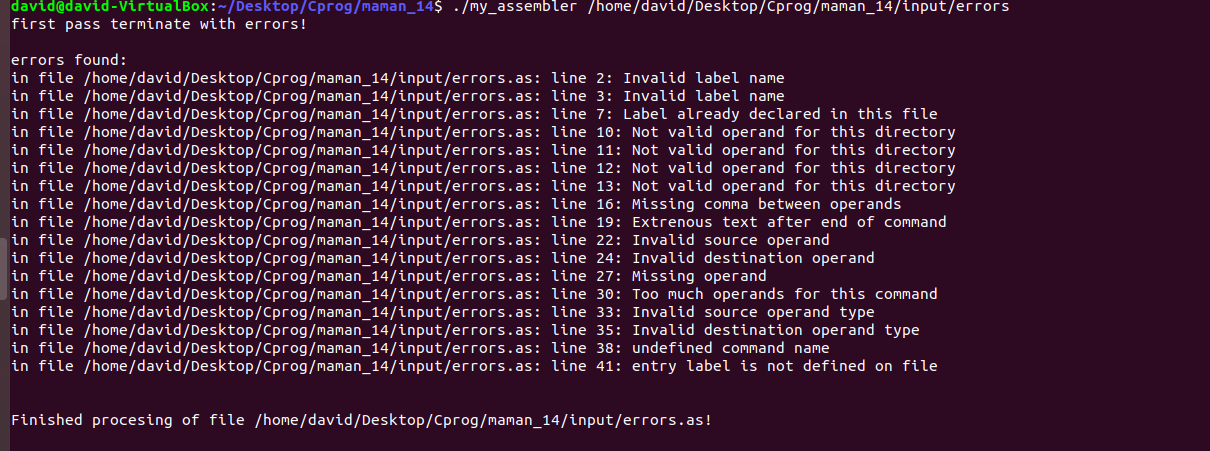 david@david-VirtualBox:~/Desktop/Cprog/maman_14$ ./my_assembler /home/david/Desktop/Cprog/maman_14/input/errors
first pass terminate with errors!
errors found:
in file /home/david/Desktop/Cprog/maman_14/input/errors.as: line 2: Invalid label name
in file /home/david/Desktop/Cprog/maman_14/input/errors.as: line 3: Invalid label name
in file /home/david/Desktop/Cprog/maman_14/input/errors.as: line 7: Label already declared in this file
in file /home/david/Desktop/Cprog/maman_14/input/errors.as: line 10: Not valid operand for this directory
in file /home/david/Desktop/Cprog/maman_14/input/errors.as: line 11: Not valid operand for this directory
in file /home/david/Desktop/Cprog/maman_14/input/errors.as: line 12: Not valid operand for this directory
in file /home/david/Desktop/Cprog/maman_14/input/errors.as: line 13: Not valid operand for this directory
in file /home/david/Desktop/Cprog/maman_14/input/errors.as: line 16: Missing comma between operands
in file /home/david/Desktop/Cprog/maman_14/input/errors.as: line 19: Extrenous text after end of command
in file /home/david/Desktop/Cprog/maman_14/input/errors.as: line 22: Invalid source operand
in file /home/david/Desktop/Cprog/maman_14/input/errors.as: line 24: Invalid destination operand
in file /home/david/Desktop/Cprog/maman_14/input/errors.as: line 27: Missing operand
in file /home/david/Desktop/Cprog/maman_14/input/errors.as: line 30: Too much operands for this command
in file /home/david/Desktop/Cprog/maman_14/input/errors.as: line 33: Invalid source operand type
in file /home/david/Desktop/Cprog/maman_14/input/errors.as: line 35: Invalid destination operand type
in file /home/david/Desktop/Cprog/maman_14/input/errors.as: line 38: undefined command name
in file /home/david/Desktop/Cprog/maman_14/input/errors.as: line 41: entry label is not defined on file
Finished procesing of file /home/david/Desktop/Cprog/maman_14/input/errors.as!